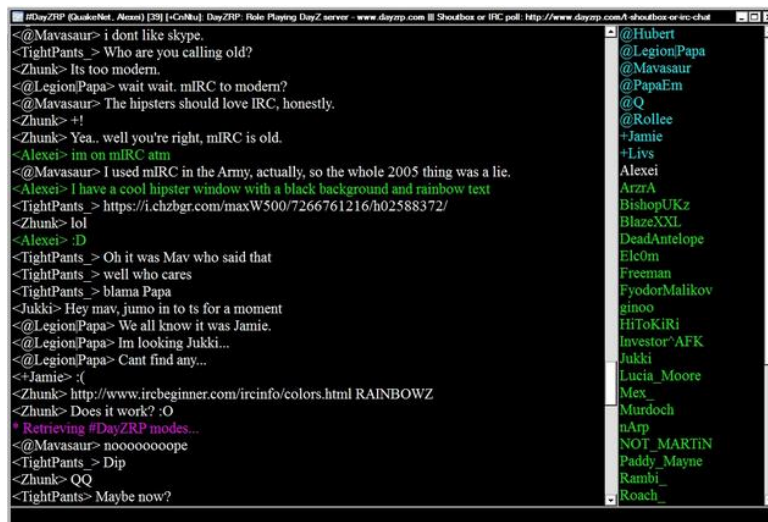 #DayZRP (QuakeNet, Alexei) [39] [+CnNtu]: DayZRP: Role Playing DayZ server - www.dayzrp.com ||| Shoutbox or IRC poll: http://www.dayzrp.com/t-shoutbox-or-irc-chat
<@Mavasaur> i dont like skype.
<TightPants_> Who are you calling old?
<Zhunk> Its too modern.
<@Legion|Papa> wait wait. mIRC to modern?
<@Mavasaur> The hipsters should love IRC, honestly.
<Zhunk> +!
<Zhunk> Yea.. well you're right, mIRC is old.
<Alexei> im on mIRC atm
<@Mavasaur> I used mIRC in the Army, actually, so the whole 2005 thing was a lie.
<Alexei> I have a cool hipster window with a black background and rainbow text
<TightPants_> https://i.chzbgr.com/maxW500/7266761216/h02588372/
<Zhunk> lol
<Alexei> :D
<TightPants_> Oh it was Mav who said that
<TightPants_> well who cares
<TightPants_> blama Papa
<Jukki> Hey mav, jumo in to ts for a moment
<@Legion|Papa> We all know it was Jamie.
<@Legion|Papa> Im looking Jukki...
<@Legion|Papa> Cant find any...
<+Jamie> :(
<Zhunk> http://www.ircbeginner.com/ircinfo/colors.html RAINBOWZ
<Zhunk> Does it work? :O
* Retrieving #DayZRP modes...
<@Mavasaur> noooooooope
<TightPants_> Dip
<Zhunk> QQ
<TightPants> Maybe now?
@Hubert
@Legion|Papa
@Mavasaur
@PapaEm
@Q
@Rollee
+Jamie
+Livs
Alexei
ArzrA
BishopUKz
BlazeXXL
DeadAntelope
Elc0m
Freeman
FyodorMalikov
ginoo
HiToKiRi
Investor^AFK
Jukki
Lucia_Moore
Mex_
Murdoch
nArp
NOT_MARTiN
Paddy_Mayne
Rambi_
Roach_